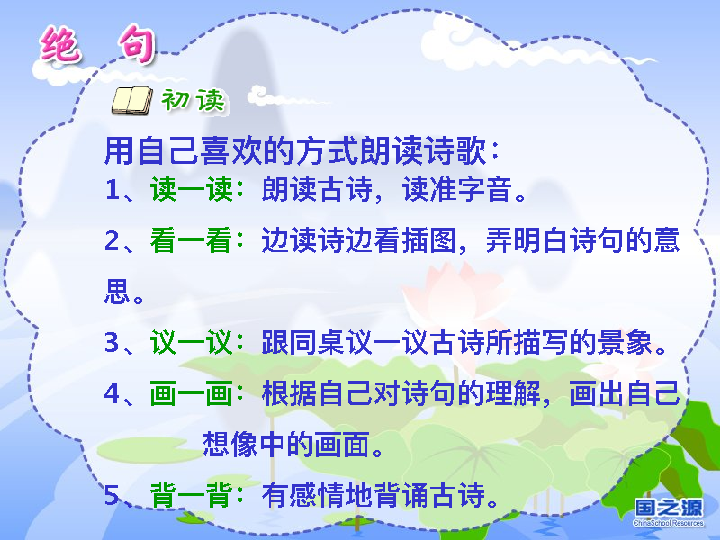 绝 句
初读
用自己喜欢的方式朗读诗歌：
1、读一读：朗读古诗，读准字音。
2、看一看：边读诗边看插图，弄明白诗句的意
思。
3、议一议：跟同桌议一议古诗所描写的景象。
4、画一画：根据自己对诗句的理解，画出自己
想像中的画面。
5、背一背：有感情地背诵古诗。
国之源
ChinaSchool Resources